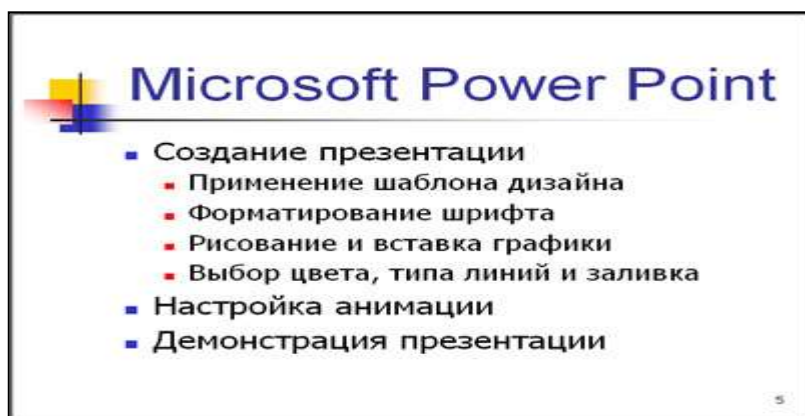 Microsoft Power Point
Создание презентации
Применение шаблона дизайна
Форматирование шрифта
Рисование и вставка графики
Выбор цвета, типа линий и заливка
Настройка анимации
Демонстрация презентации
5